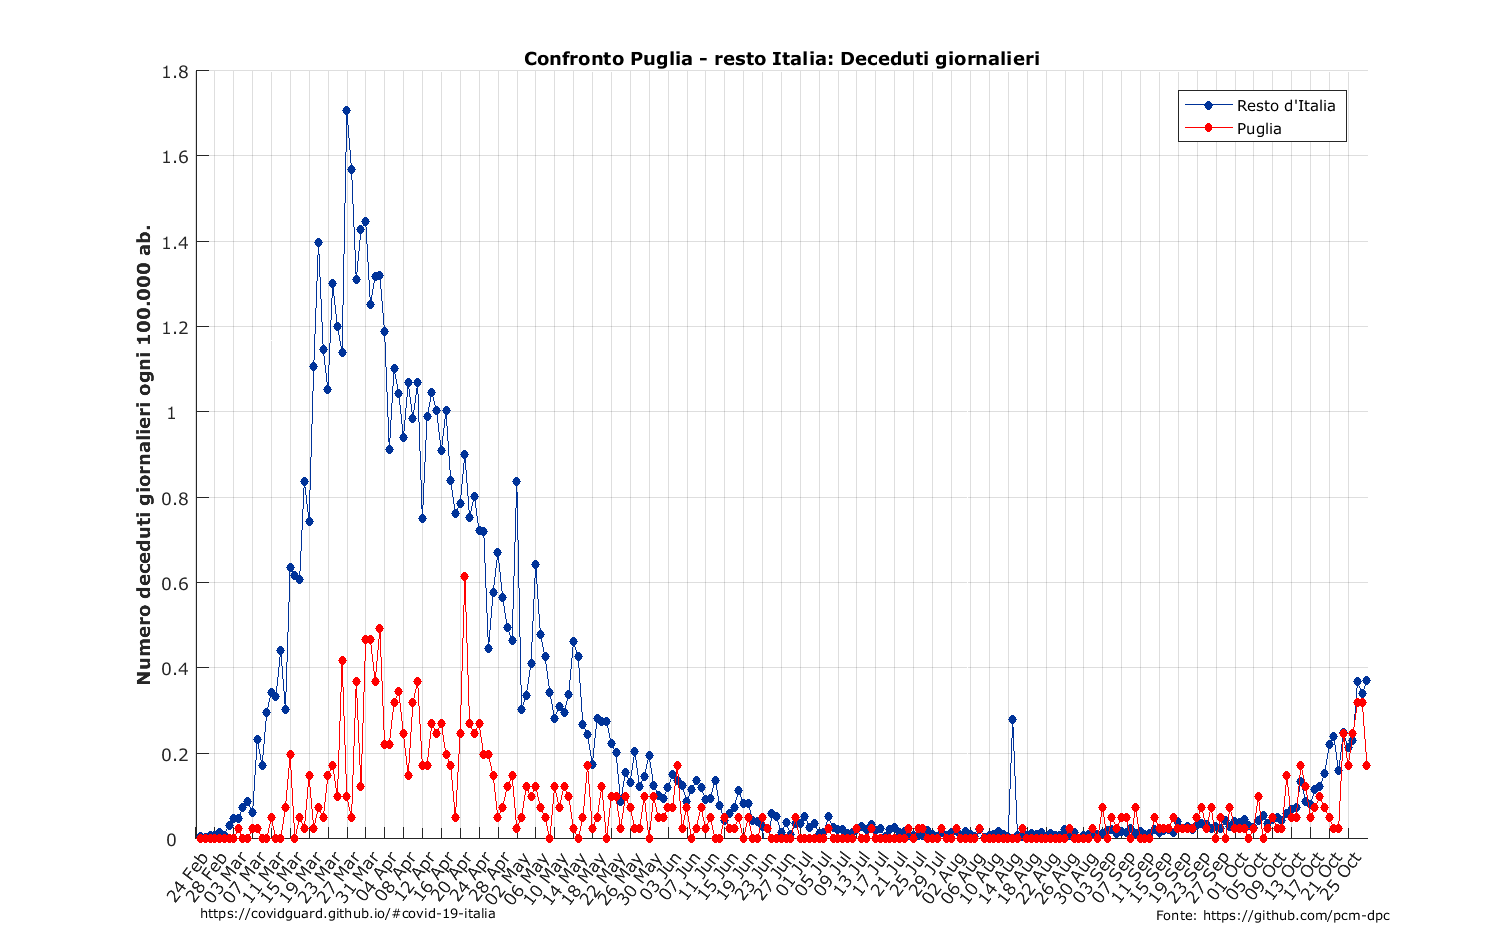 Confronto Puglia - resto Italia: Deceduti giornalieri
Numero deceduti giornalieri ogni 100.000 ab.
1.8
1.6
1.4
1.2
1
0.8
0.6
0.4
0.2
0
Resto d'Italia
Puglia
24 Feb
28 Feb
03 Mar
07 Mar
11 Mar
15 Mar
19 Mar
23 Mar
27 Mar
31 Mar
04 Apr
08 Apr
12 Apr
16 Apr
20 Apr
24 Apr
28 Apr
02 May
06 May
10 May
14 May
18 May
22 May
26 May
30 May
03 Jun
07 Jun
11 Jun
15 Jun
19 Jun
23 Jun
27 Jun
01 Jul
05 Jul
09 Jul
13 Jul
17 Jul
21 Jul
25 Jul
29 Jul
02 Aug
06 Aug
10 Aug
14 Aug
18 Aug
22 Aug
26 Aug
30 Aug
03 Sep
07 Sep
11 Sep
15 Sep
19 Sep
23 Sep
27 Sep
01 Oct
05 Oct
09 Oct
13 Oct
17 Oct
21 Oct
25 Oct
https://covidguard.github.io/#covid-19-italia
Fonte: https://github.com/pcm-dpc